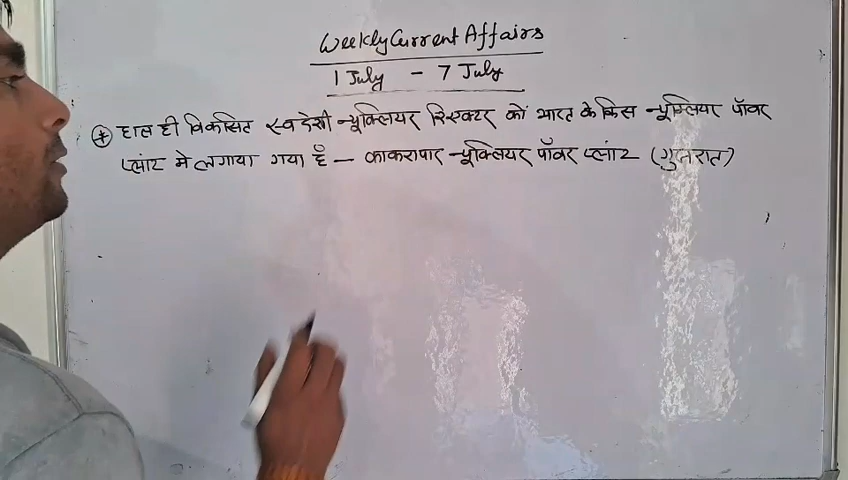 Weekly Current Affairs
1 July - 7 July
* हाल ही विकसित स्वदेशी न्यूक्लियर रिएक्टर को भारत के किस न्यूक्लियर पॉवर
प्लांट मे लगाया गया है - काकरापार न्यूक्लियर पॉवर प्लांट (गुजरात)